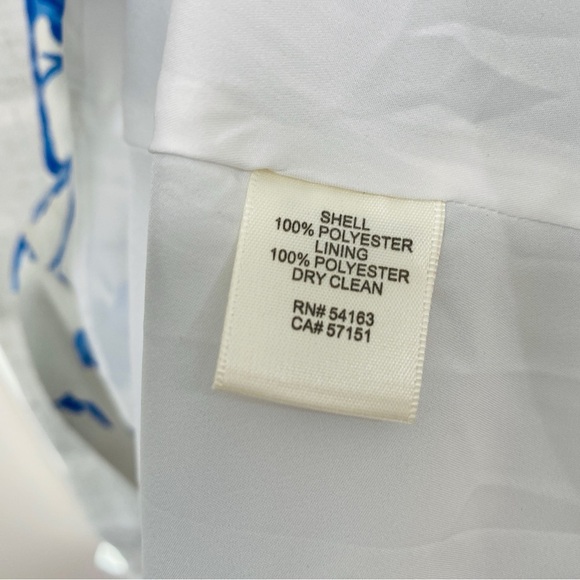 SHELL
100% POLYESTER
LINING
100% POLYESTER
DRY CLEAN
RN# 54163
CA# 57151